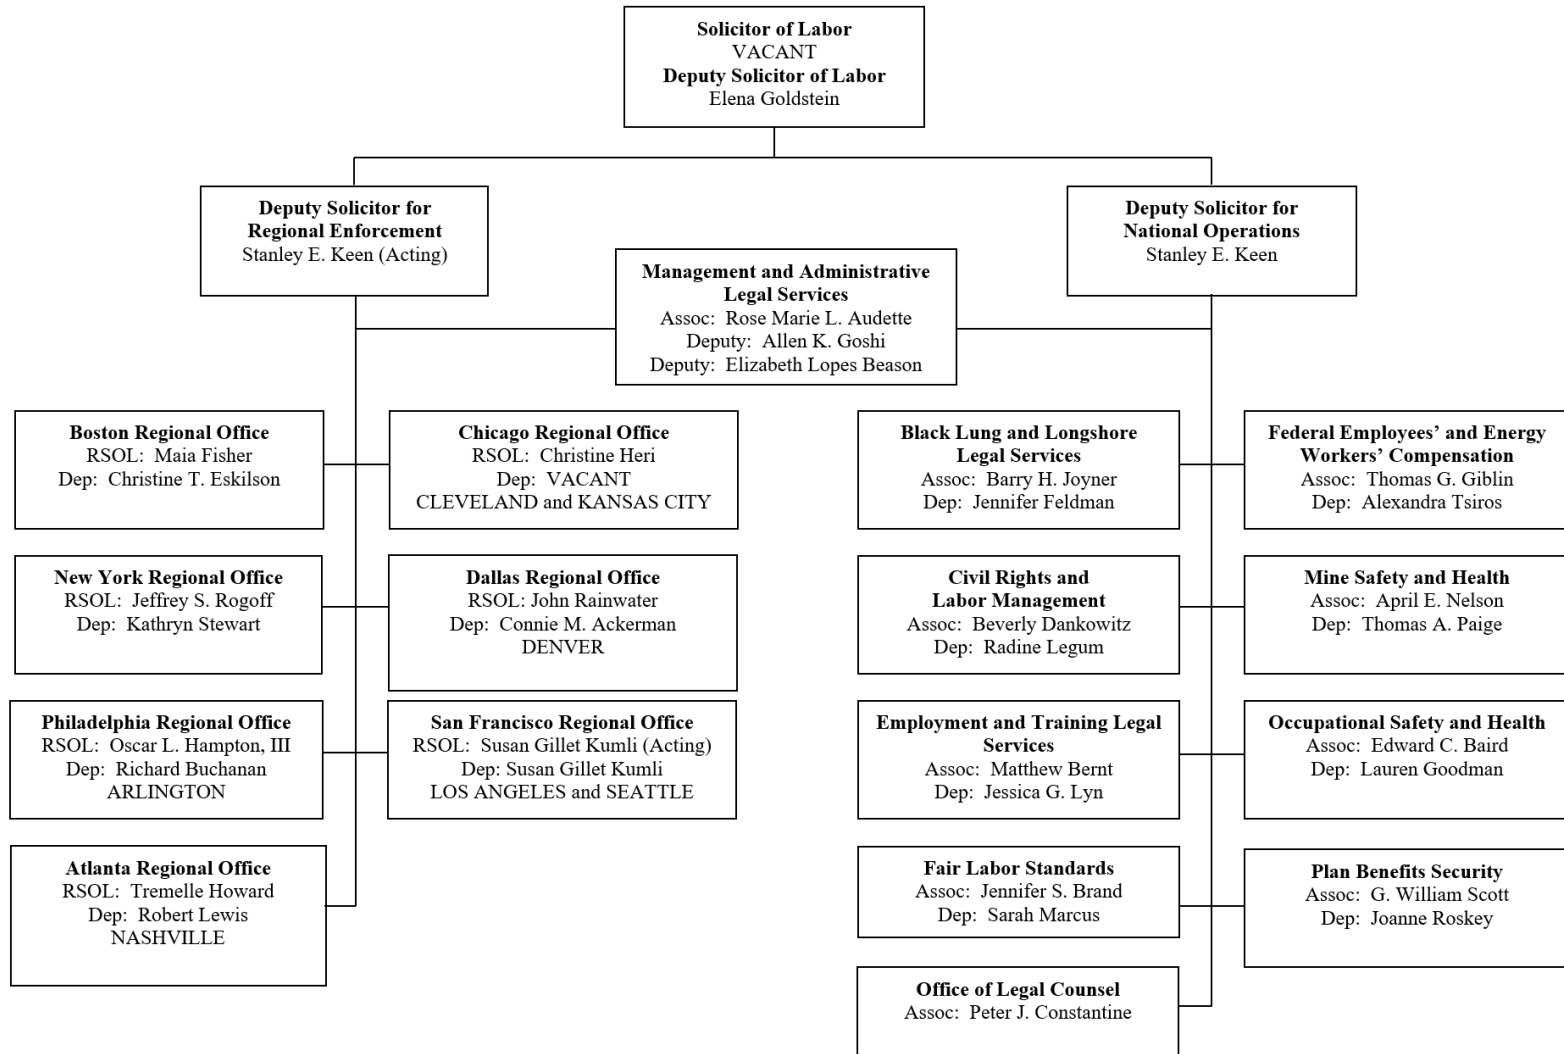 Solicitor of Labor
VACANT
Deputy Solicitor of Labor
Elena Goldstein
Deputy Solicitor for
Regional Enforcement
Stanley E. Keen (Acting)
Deputy Solicitor for
National Operations
Stanley E. Keen
Management and Administrative
Legal Services
Assoc: Rose Marie L. Audette
Deputy: Allen K. Goshi
Deputy: Elizabeth Lopes Beason
Boston Regional Office
RSOL: Maia Fisher
Dep: Christine T. Eskilson
Chicago Regional Office
RSOL: Christine Heri
Dep: VACANT
CLEVELAND and KANSAS CITY
Black Lung and Longshore
Legal Services
Assoc: Barry H. Joyner
Dep: Jennifer Feldman
Federal Employees’ and Energy
Workers’ Compensation
Assoc: Thomas G. Giblin
Dep: Alexandra Tsiros
New York Regional Office
RSOL: Jeffrey S. Rogoff
Dep: Kathryn Stewart
Dallas Regional Office
RSOL: John Rainwater
Dep: Connie M. Ackerman
DENVER
Civil Rights and
Labor Management
Assoc: Beverly Dankowitz
Dep: Radine Legum
Mine Safety and Health
Assoc: April E. Nelson
Dep: Thomas A. Paige
Philadelphia Regional Office
RSOL: Oscar L. Hampton, III
Dep: Richard Buchanan
ARLINGTON
San Francisco Regional Office
RSOL: Susan Gillet Kumli (Acting)
Dep: Susan Gillet Kumli
LOS ANGELES and SEATTLE
Employment and Training Legal
Services
Assoc: Matthew Bernt
Dep: Jessica G. Lyn
Occupational Safety and Health
Assoc: Edward C. Baird
Dep: Lauren Goodman
Atlanta Regional Office
RSOL: Tremelle Howard
Dep: Robert Lewis
NASHVILLE
Fair Labor Standards
Assoc: Jennifer S. Brand
Dep: Sarah Marcus
Plan Benefits Security
Assoc: G. William Scott
Dep: Joanne Roskey
Office of Legal Counsel
Assoc: Peter J. Constantine